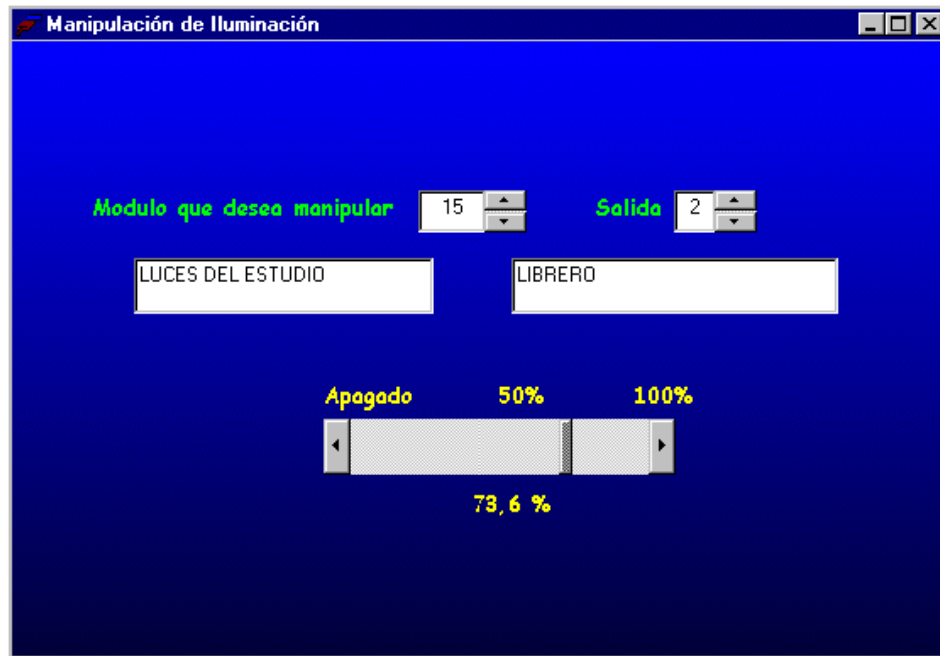 Manipulación de Iluminación
Modulo que desea manipular 15 Salida 2
LUCES DEL ESTUDIO LIBRERO
Apagado 50% 100%
73,6 %